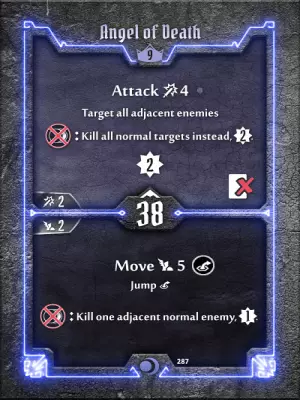 Angel of Death
9
Attack 4
Target all adjacent enemies
: Kill all normal targets instead, 2
2
2
38
2
Move 5
Jump
: Kill one adjacent normal enemy, 1
287